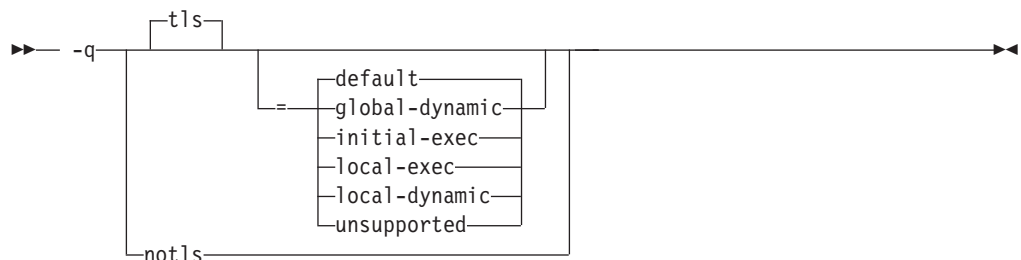 tls
-q
=
default
global-dynamic
initial-exec
local-exec
local-dynamic
unsupported
notls